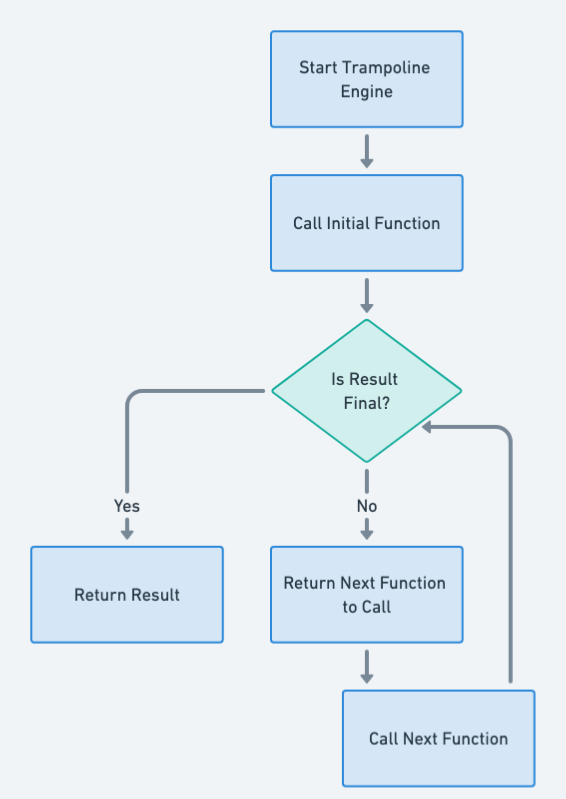 Start Trampoline
Engine
Call Initial Function
Is Result
Final?
Yes
No
Return Result
Return Next Function
to Call
Call Next Function